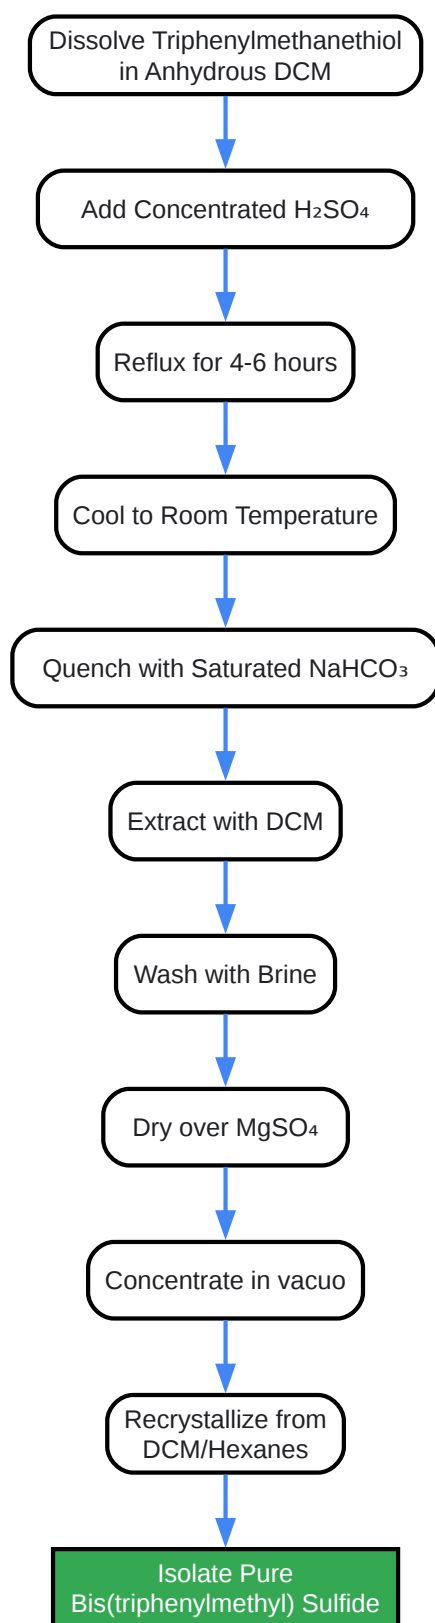 Dissolve Triphenylmethanethiol
in Anhydrous DCM
Add Concentrated H₂SO₄
Reflux for 4-6 hours
Cool to Room Temperature
Quench with Saturated NaHCO₃
Extract with DCM
Wash with Brine
Dry over MgSO₄
Concentrate in vacuo
Recrystallize from
DCM/Hexanes
Isolate Pure
Bis(triphenylmethyl) Sulfide